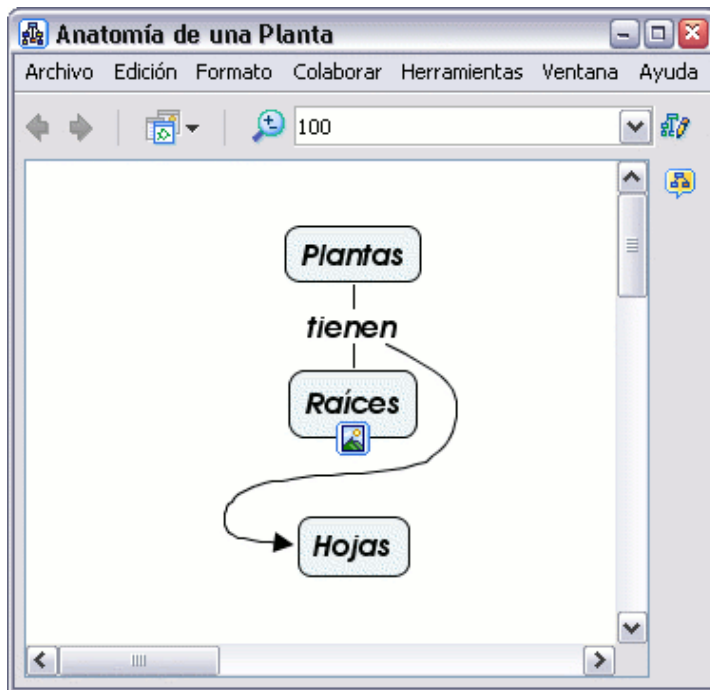 Anatomía de una Planta
Archivo Edición Formato Colaborar Herramientas Ventana Ayuda
100
Plantas
tienen
Raíces
Hojas